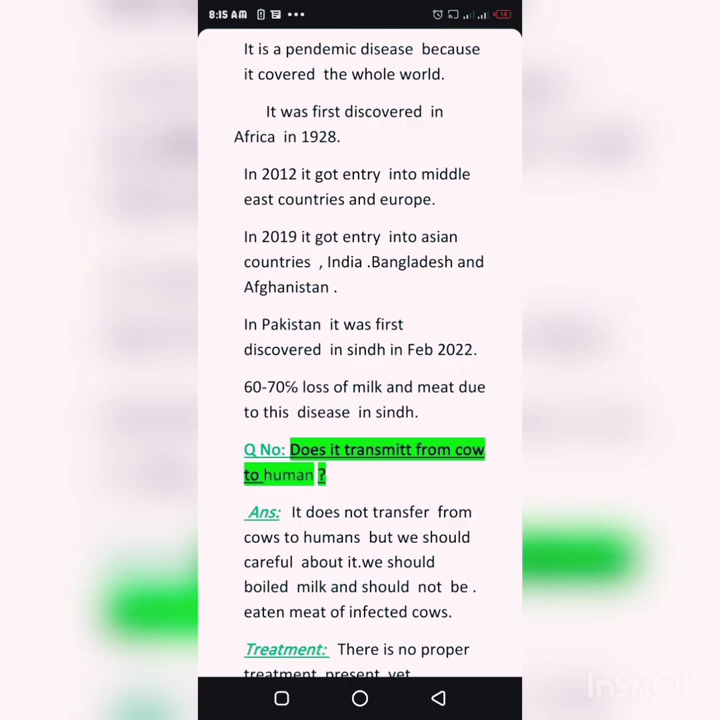 8:15 AM
It is a pendemic disease because
it covered the whole world.
It was first discovered in
Africa in 1928.
In 2012 it got entry into middle
east countries and europe.
In 2019 it got entry into asian
countries , India .Bangladesh and
Afghanistan .
In Pakistan it was first
discovered in sindh in Feb 2022.
60-70% loss of milk and meat due
to this disease in sindh.
Q No: Does it transmitt from cow
to human ?
Ans: It does not transfer from
cows to humans but we should
careful about it.we should
boiled milk and should not be .
eaten meat of infected cows.
Treatment: There is no proper
treatment present yet
InShOt